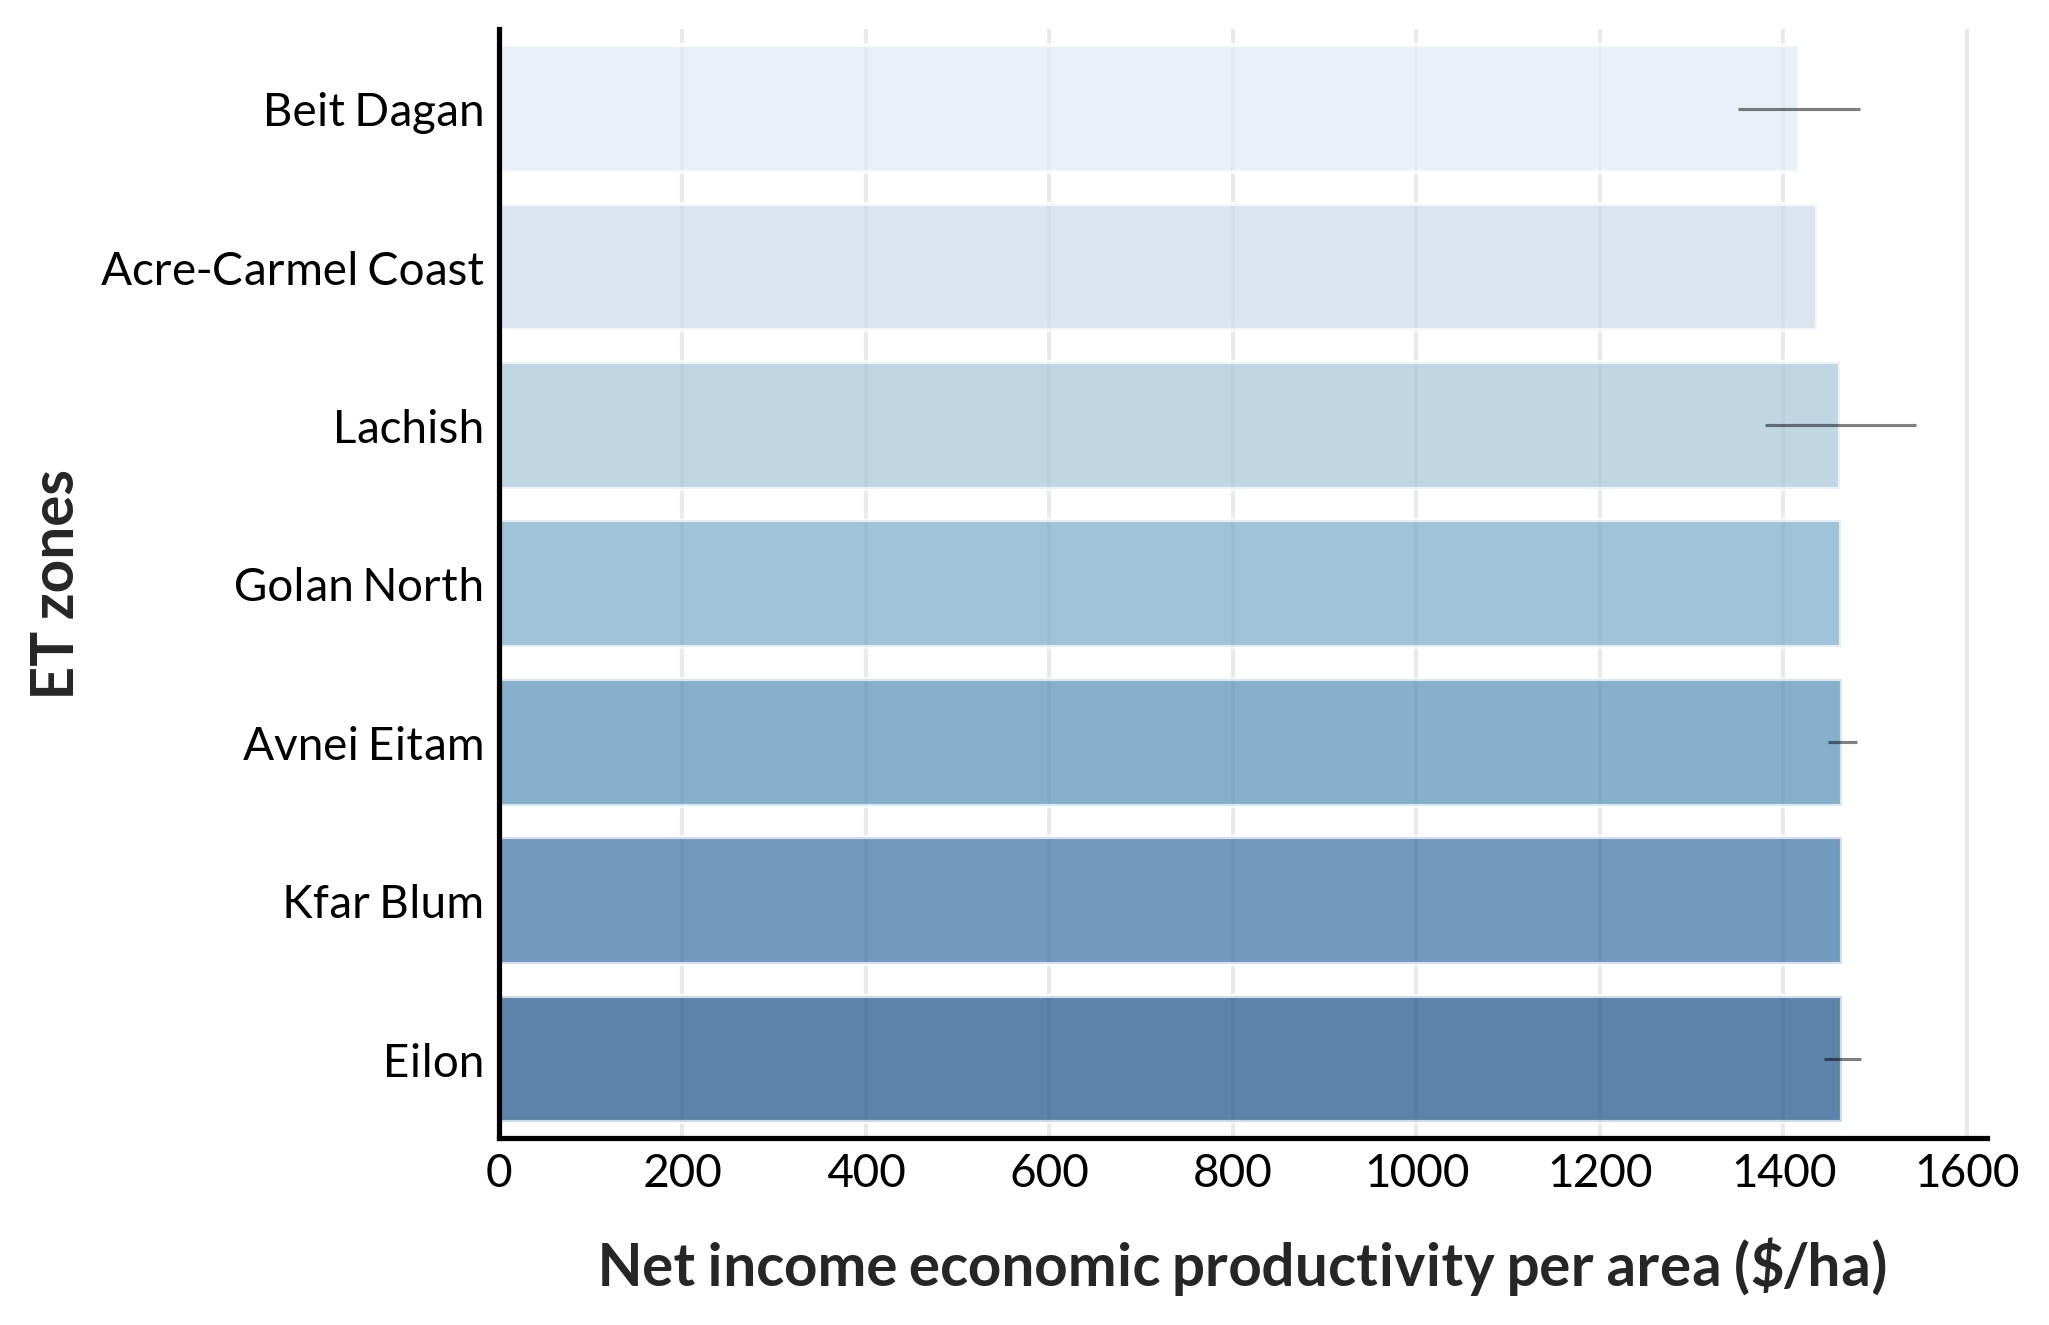 Beit Dagan
Acre-Carmel Coast
Lachish
Golan North
Avnei Eitam
Kfar Blum
Eilon
ET zones
0 200 400 600 800 1000 1200 1400 1600
Net income economic productivity per area ($/ha)